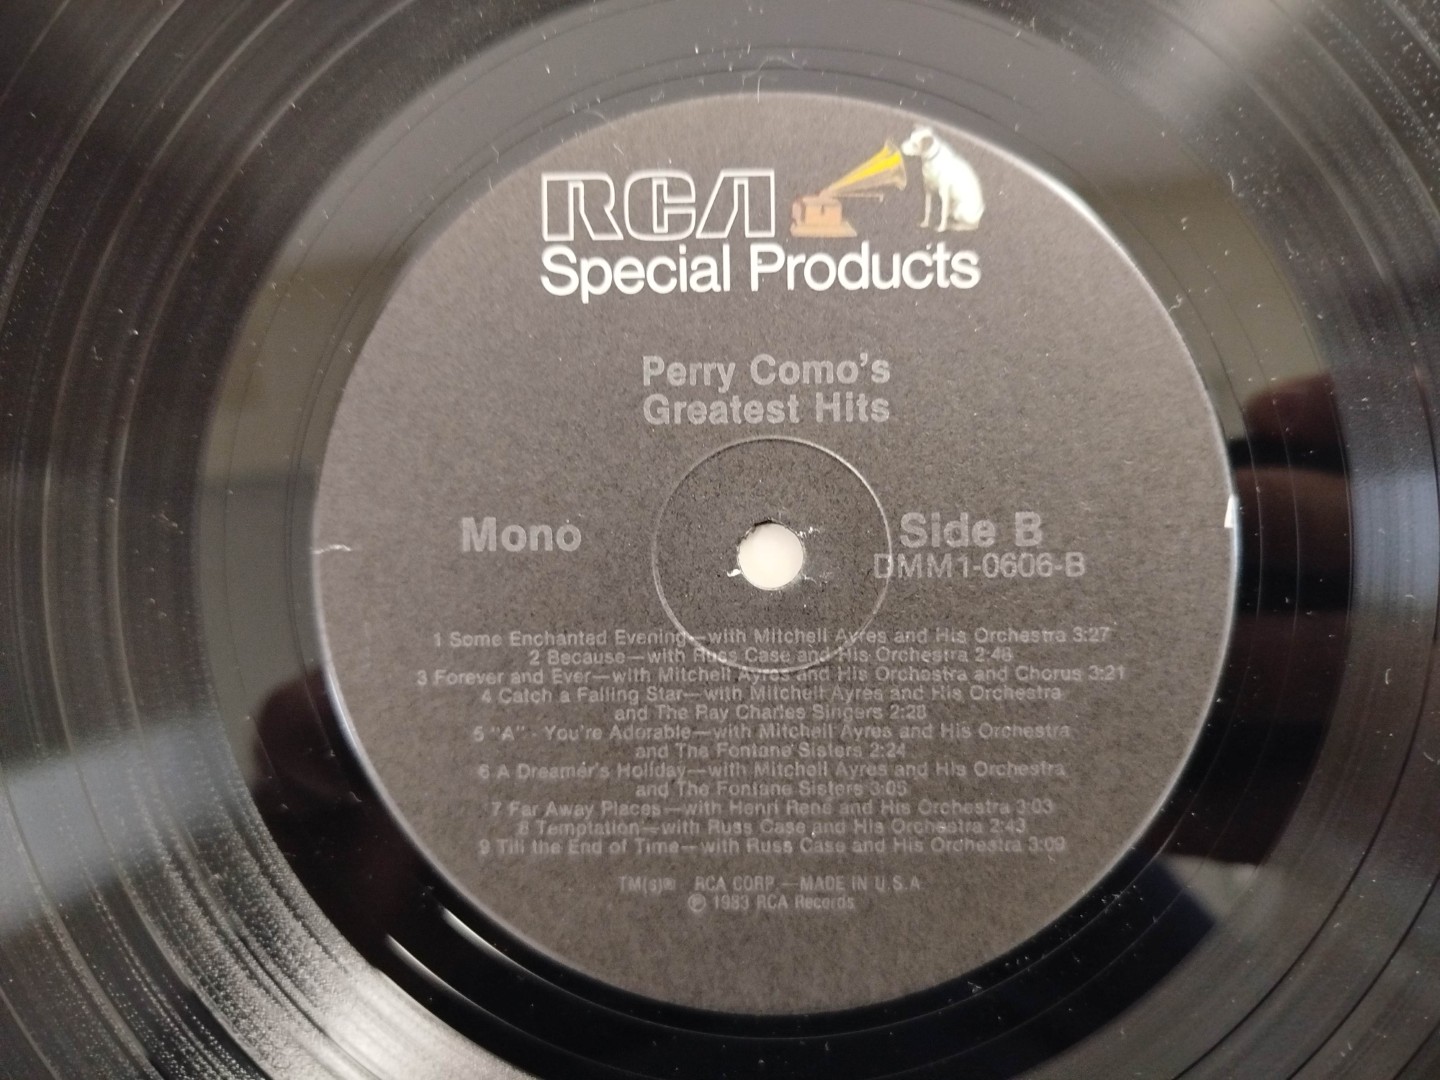 RCA
Special Products
Perry Como's
Greatest Hits
Mono
Side B
DMM1-0606-B
1 Some Enchanted Evening—with Mitchell Ayres and His Orchestra 3:27
2 Because—with Russ Case and His Orchestra 2:48
3 Forever and Ever—with Mitchell Ayres and His Orchestra and Chorus 3:21
4 Catch a Falling Star—with Mitchell Ayres and His Orchestra
and The Ray Charles Singers 2:28
5 "A" - You're Adorable—with Mitchell Ayres and His Orchestra
and The Fontane Sisters 2:24
6 A Dreamer's Holiday—with Mitchell Ayres and His Orchestra
and The Fontane Sisters 3:05
7 Far Away Places—with Henri René and His Orchestra 3:03
8 Temptation—with Russ Case and His Orchestra 2:43
9 Till the End of Time—with Russ Case and His Orchestra 3:09
TM(s)® RCA CORP.—MADE IN U.S.A.
℗ 1983 RCA Records